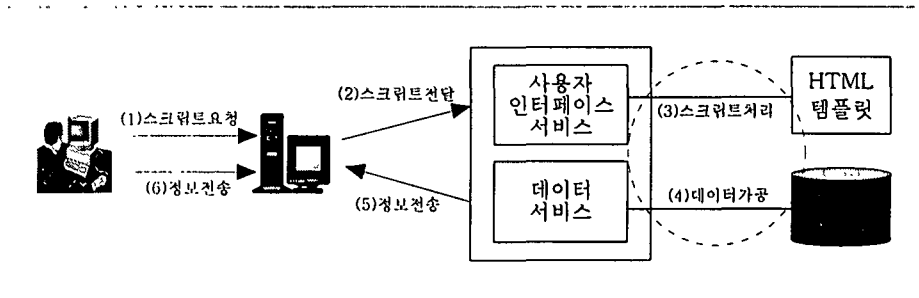 (1)스크립트요청
(6)정보전송
(2)스크립트전달
(5)정보전송
사용자
인터페이스
서비스
데이터
서비스
(3)스크립트처리
(4)데이터가공
HTML
템플릿